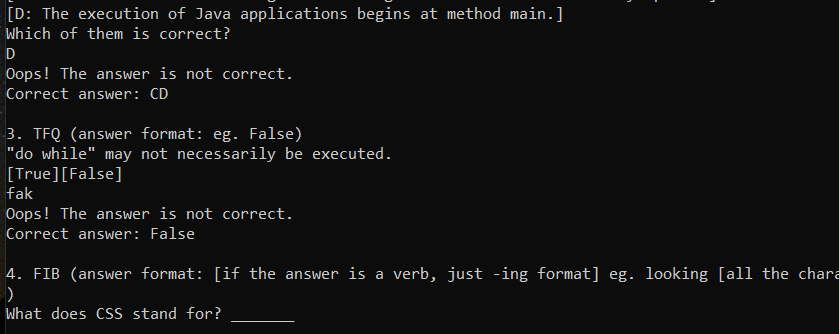 [D: The execution of Java applications begins at method main.]
Which of them is correct?
D
Oops! The answer is not correct.
Correct answer: CD
3. TFQ (answer format: eg. False)
"do while" may not necessarily be executed.
[True][False]
fak
Oops! The answer is not correct.
Correct answer: False
4. FIB (answer format: [if the answer is a verb, just -ing format] eg. looking [all the chara
)
What does CSS stand for? _______